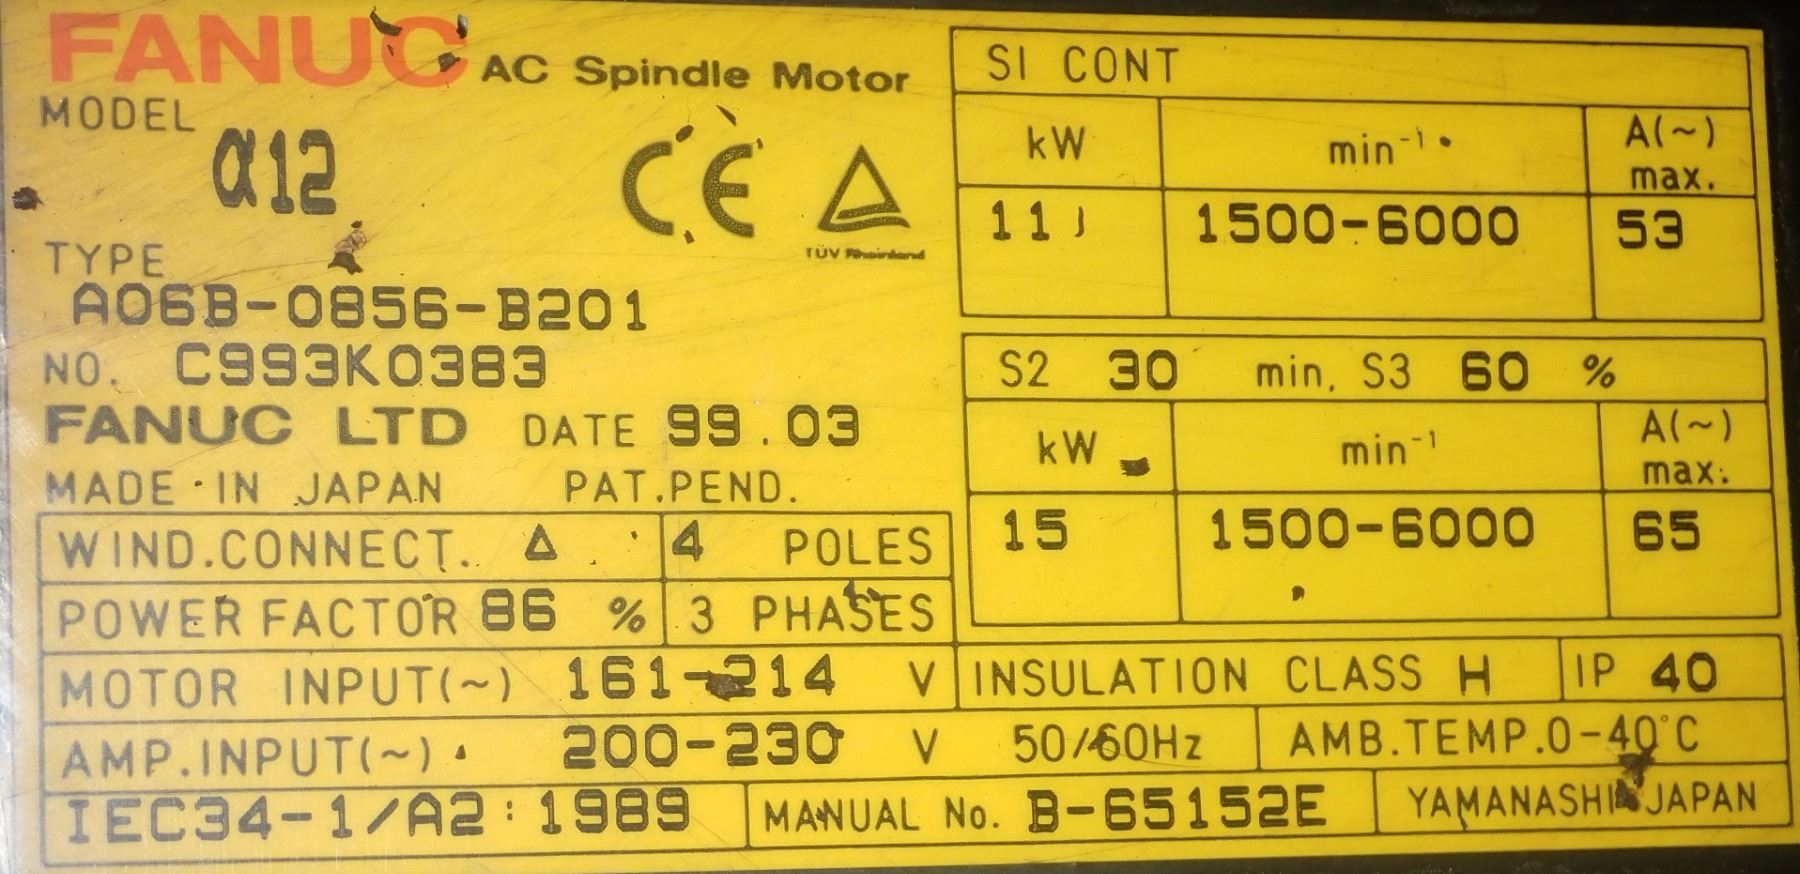 FANUC AC Spindle Motor
MODEL
α12
CE
TÜV Rheinland
TYPE
A06B-0856-B201
NO. C993K0383
FANUC LTD DATE 99.03
MADE IN JAPAN PAT.PEND.
WIND.CONNECT. △ 4 POLES
POWER FACTOR 86 % 3 PHASES
MOTOR INPUT(~) 161-214 V
AMP.INPUT(~) 200-230 V 50/60Hz
IEC34-1/A2:1989
SI CONT
kW min⁻¹ A(~) max.
11 1500-6000 53
S2 30 min, S3 60 %
kW min⁻¹ A(~) max.
15 1500-6000 65
INSULATION CLASS H IP 40
AMB.TEMP.0-40°C
MANUAL No. B-65152E
YAMANASHI JAPAN